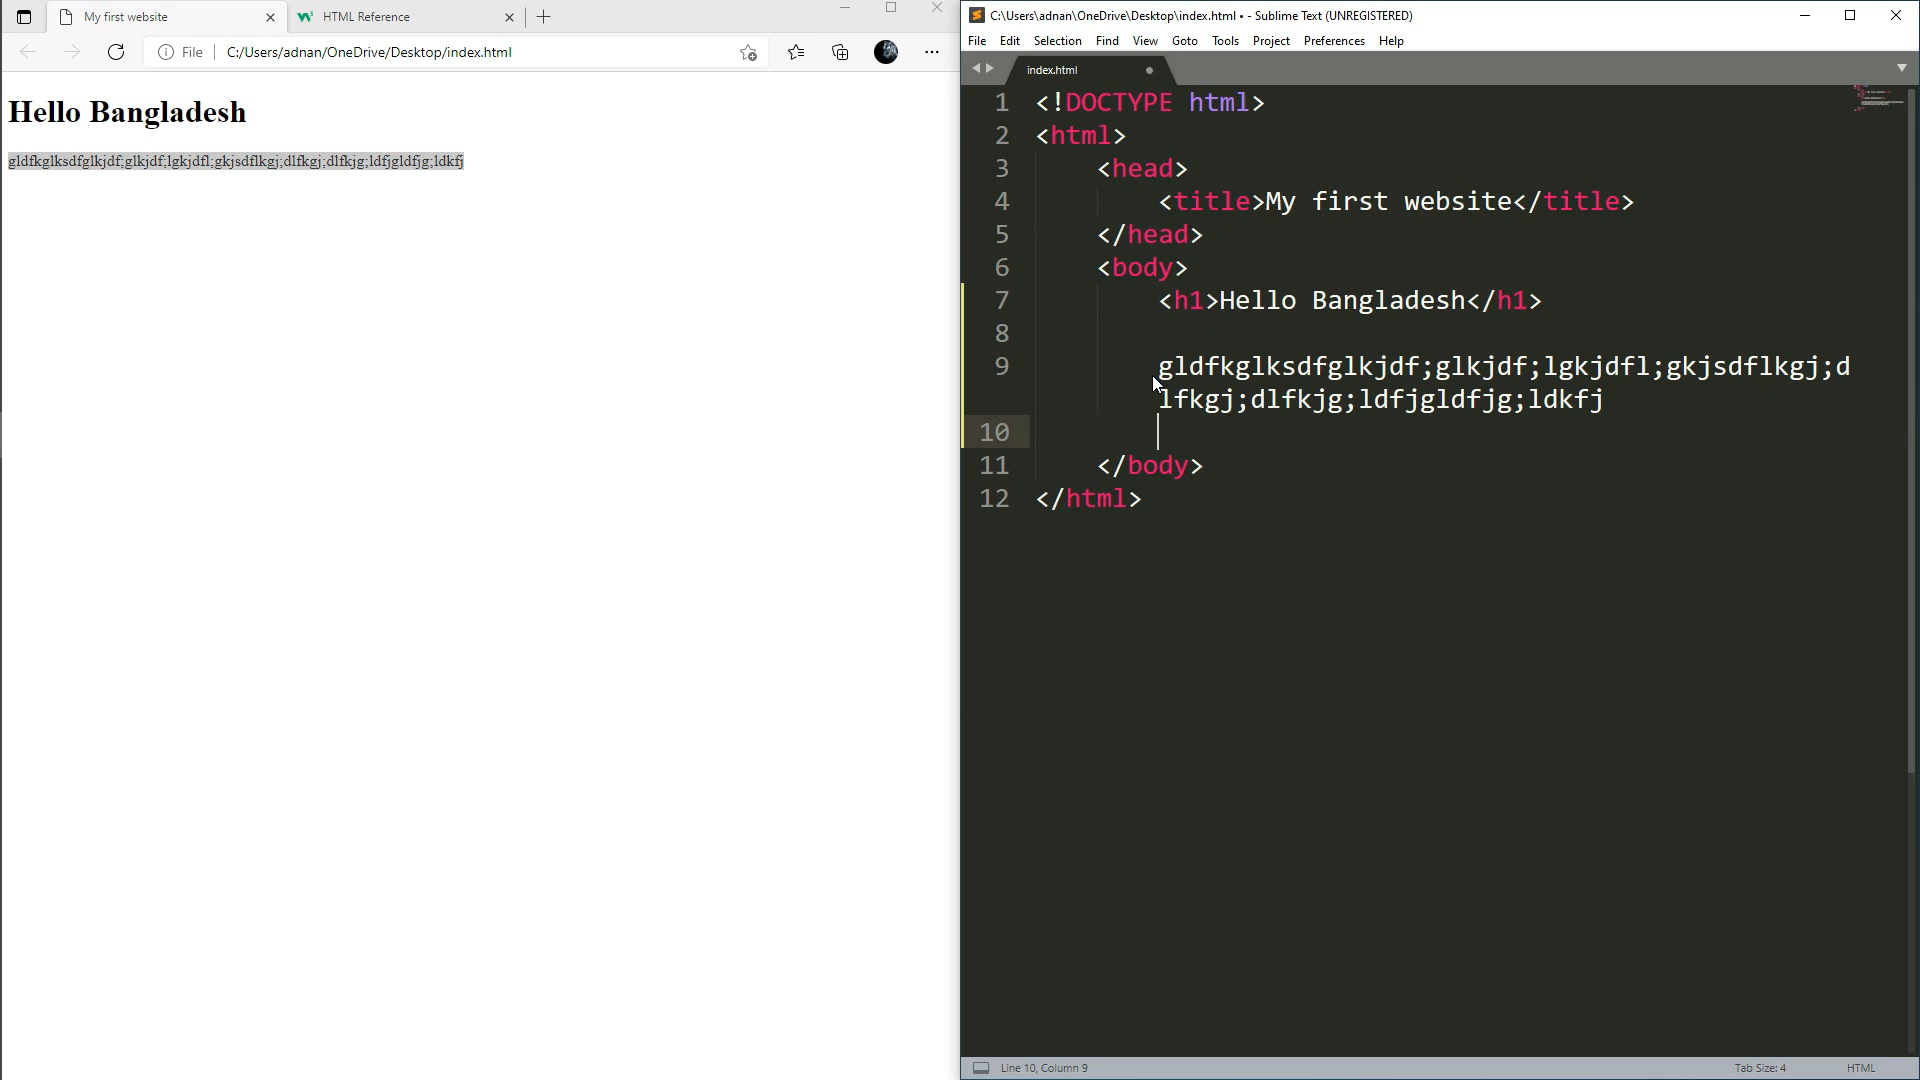 My first website
HTML Reference
File
C:/Users/adnan/OneDrive/Desktop/index.html
Hello Bangladesh
gldfkglksdfglkjdf;glkjdf;lgkjdfl;gkjsdflkgj;dlfkgj;dlfkjg;ldfjgldfjg;ldkfj
C:\Users\adnan\OneDrive\Desktop\index.html • - Sublime Text (UNREGISTERED)
File Edit Selection Find View Goto Tools Project Preferences Help
index.html
1 <!DOCTYPE html>
2 <html>
3 <head>
4 <title>My first website</title>
5 </head>
6 <body>
7 <h1>Hello Bangladesh</h1>
8
9 gldfkglksdfglkjdf;glkjdf;lgkjdfl;gkjsdflkgj;d
lfkgj;dlfkjg;ldfjgldfjg;ldkfj
10
11 </body>
12 </html>
Line 10, Column 9
Tab Size: 4
HTML